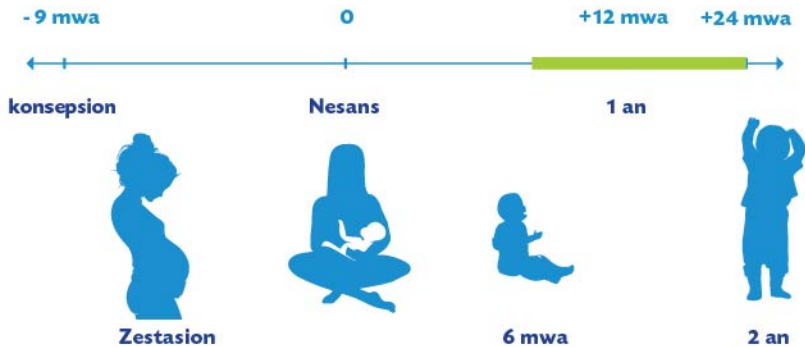 - 9 mwa 0 +12 mwa +24 mwa
konsepsion Nesans 1 an
Zestasion 6 mwa 2 an